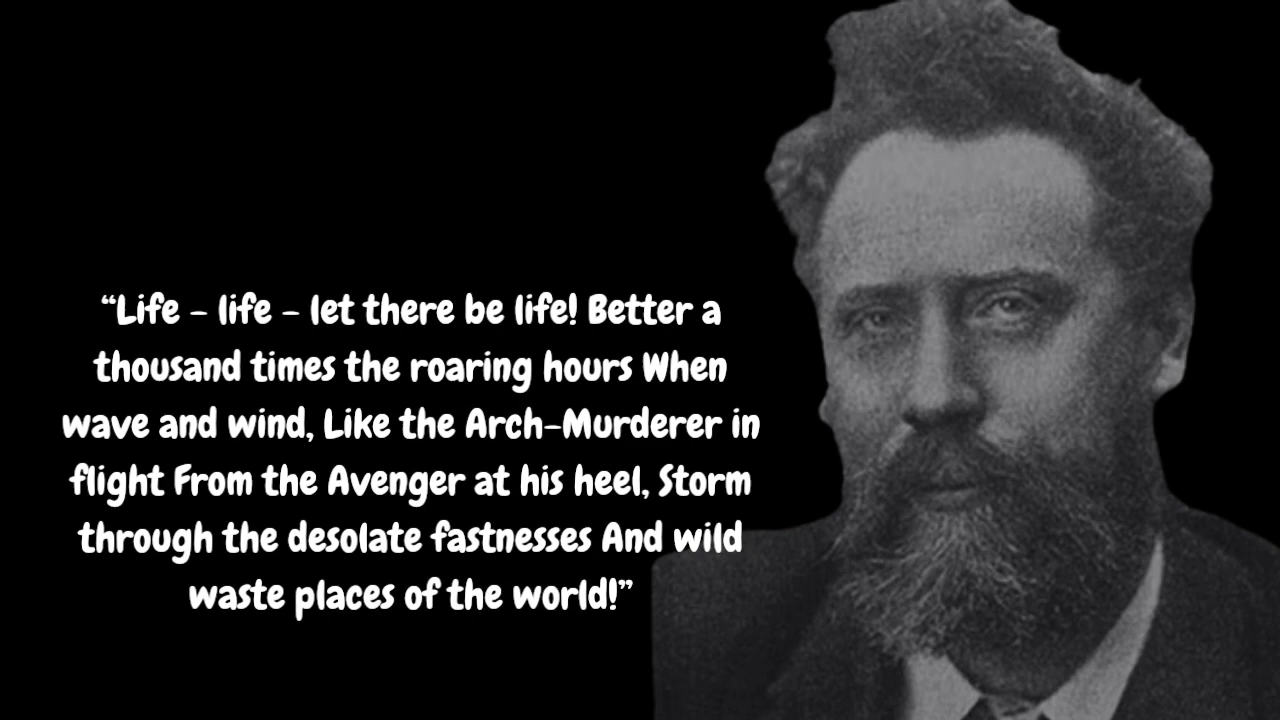 “Life – life – let there be life! Better a
thousand times the roaring hours When
wave and wind, Like the Arch-Murderer in
flight From the Avenger at his heel, Storm
through the desolate fastnesses And wild
waste places of the world!”